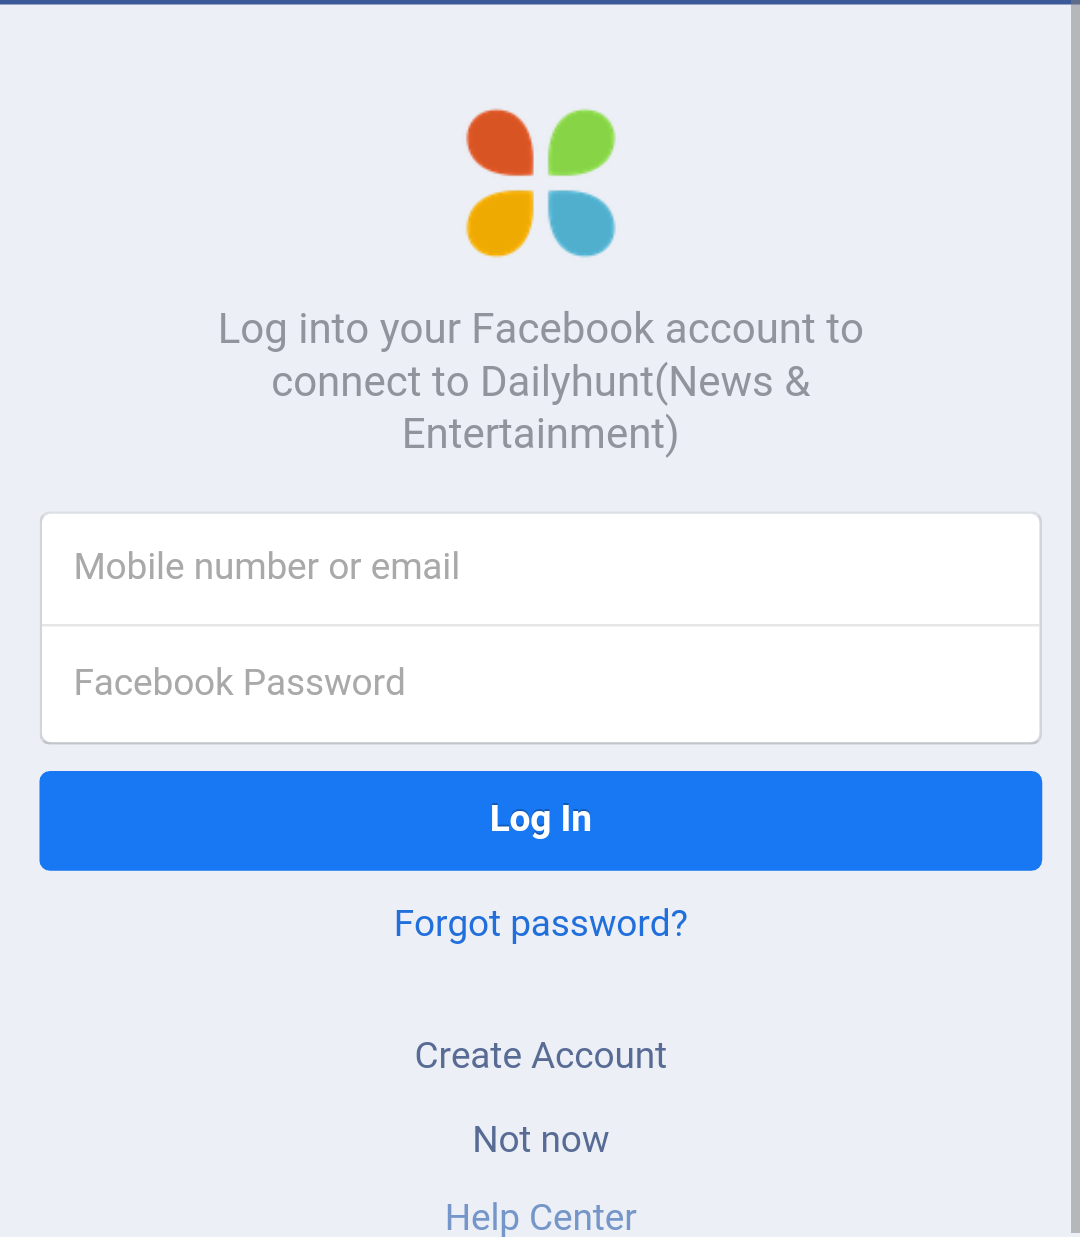 Log into your Facebook account to
connect to Dailyhunt(News &
Entertainment)
Mobile number or email
Facebook Password
Log In
Forgot password?
Create Account
Not now
Help Center